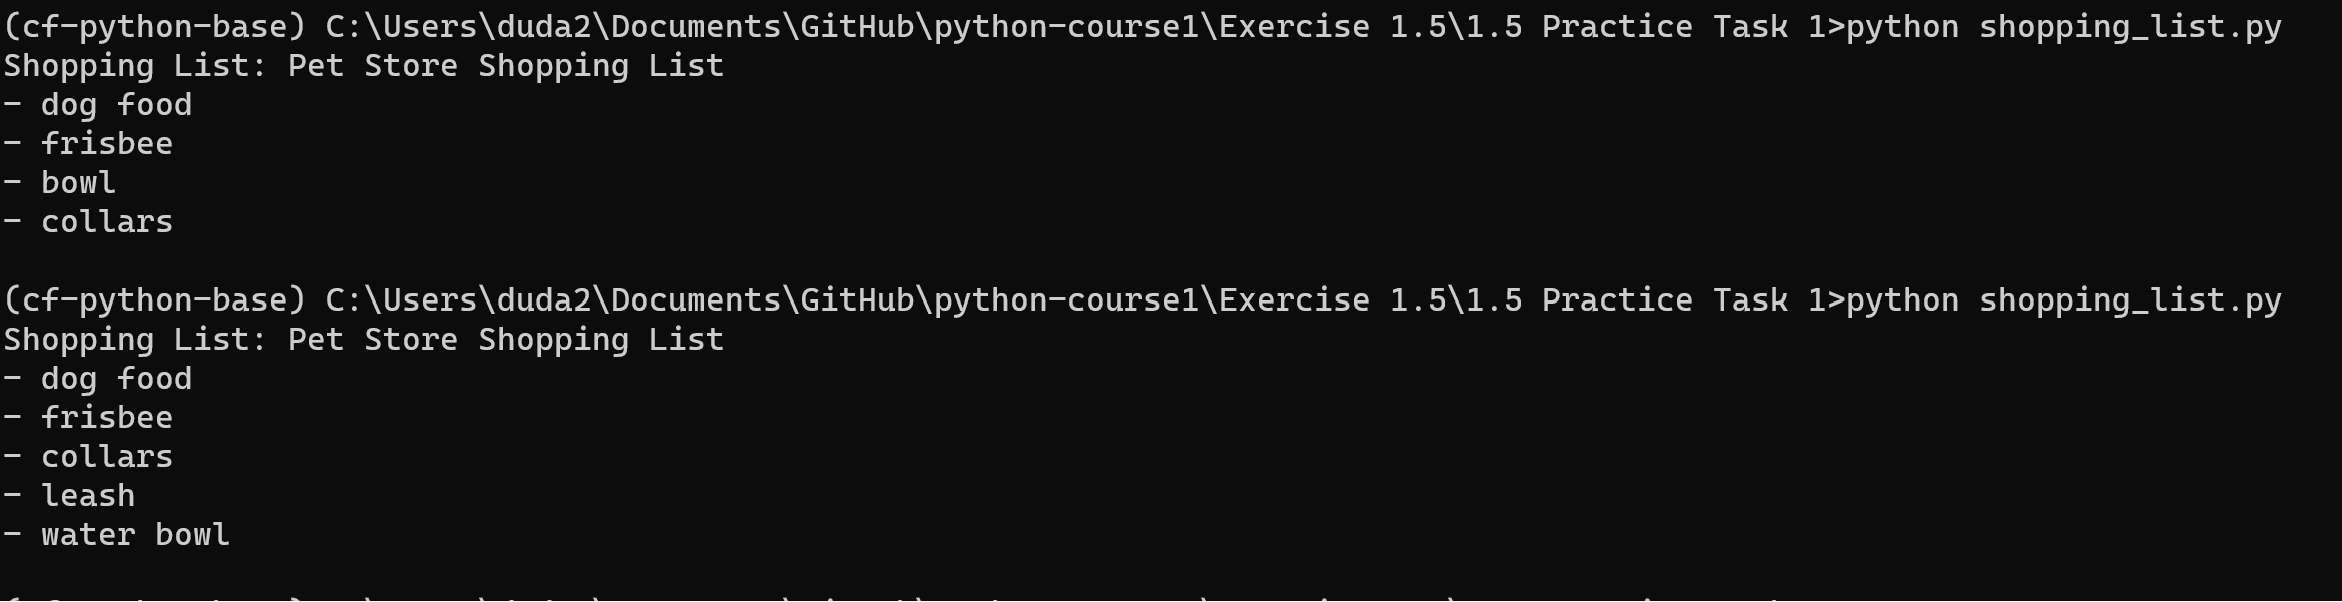 (cf-python-base) C:\Users\duda2\Documents\GitHub\python-course1\Exercise 1.5\1.5 Practice Task 1>python shopping_list.py
Shopping List: Pet Store Shopping List
- dog food
- frisbee
- bowl
- collars
(cf-python-base) C:\Users\duda2\Documents\GitHub\python-course1\Exercise 1.5\1.5 Practice Task 1>python shopping_list.py
Shopping List: Pet Store Shopping List
- dog food
- frisbee
- collars
- leash
- water bowl